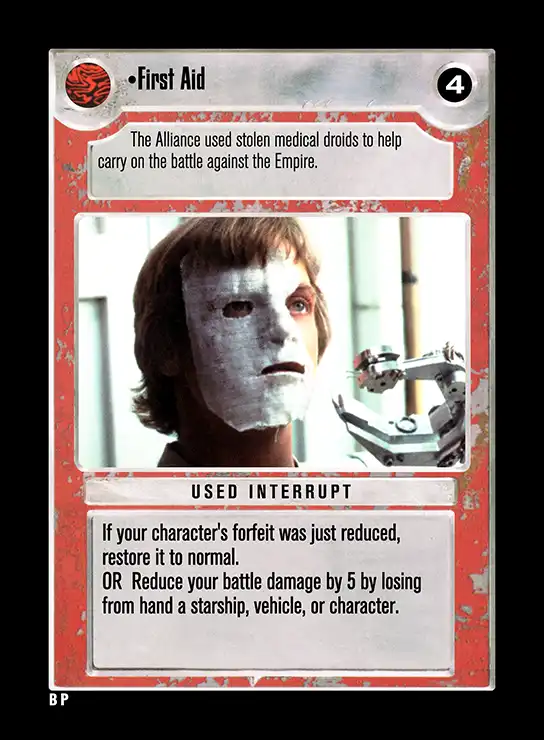 •First Aid
4
The Alliance used stolen medical droids to help
carry on the battle against the Empire.
USED INTERRUPT
If your character's forfeit was just reduced,
restore it to normal.
OR Reduce your battle damage by 5 by losing
from hand a starship, vehicle, or character.
B P